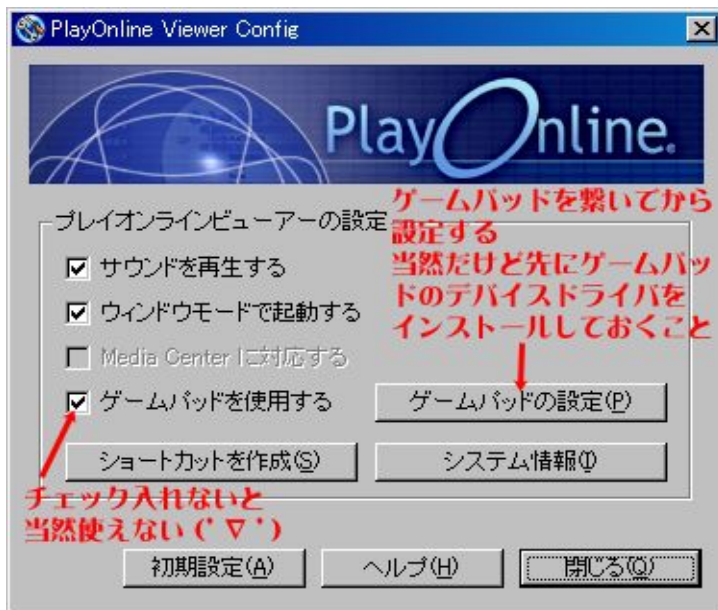 PlayOnline Viewer Config
PlayOnline.
ゲームパッドを繋いでから
設定する
当然だけど先にゲームパッ
ドのデバイスドライバを
インストールしておくこと
プレイオンラインビューアーの設定
サウンドを再生する
ウィンドウモードで起動する
Media Center に対応する
ゲームパッドを使用する
ゲームパッドの設定(P)
ショートカットを作成(S)
システム情報(I)
チェック入れないと
当然使えない(ﾟ∇ﾟ)
初期設定(A)
ヘルプ(H)
閉じる(Q)